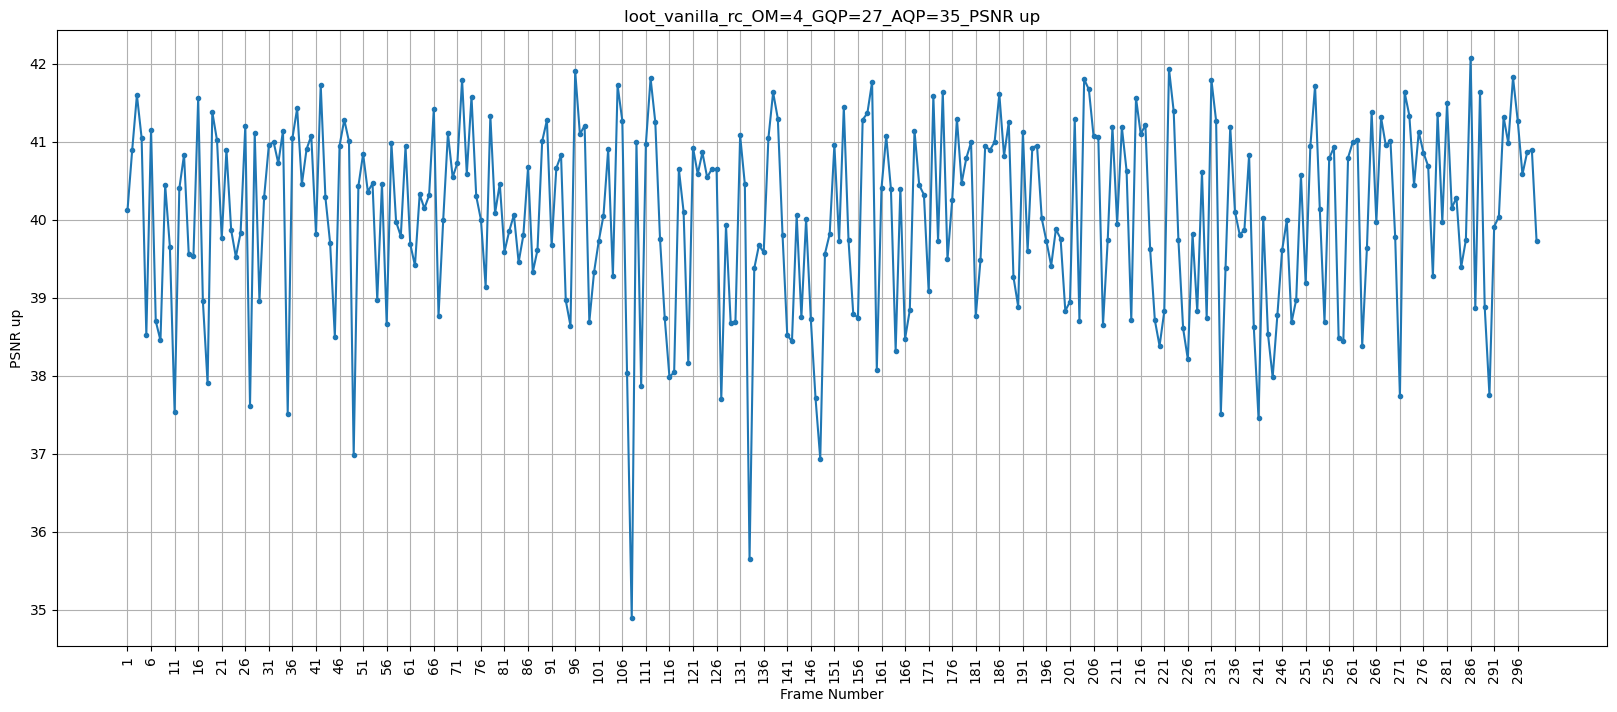 loot_vanilla_rc_OM=4_GQP=27_AQP=35_PSNR up
42
41
40
39
38
37
36
35
PSNR up
1 6 11 16 21 26 31 36 41 46 51 56 61 66 71 76 81 86 91 96 101 106 111 116 121 126 131 136 141 146 151 156 161 166 171 176 181 186 191 196 201 206 211 216 221 226 231 236 241 246 251 256 261 266 271 276 281 286 291 296
Frame Number